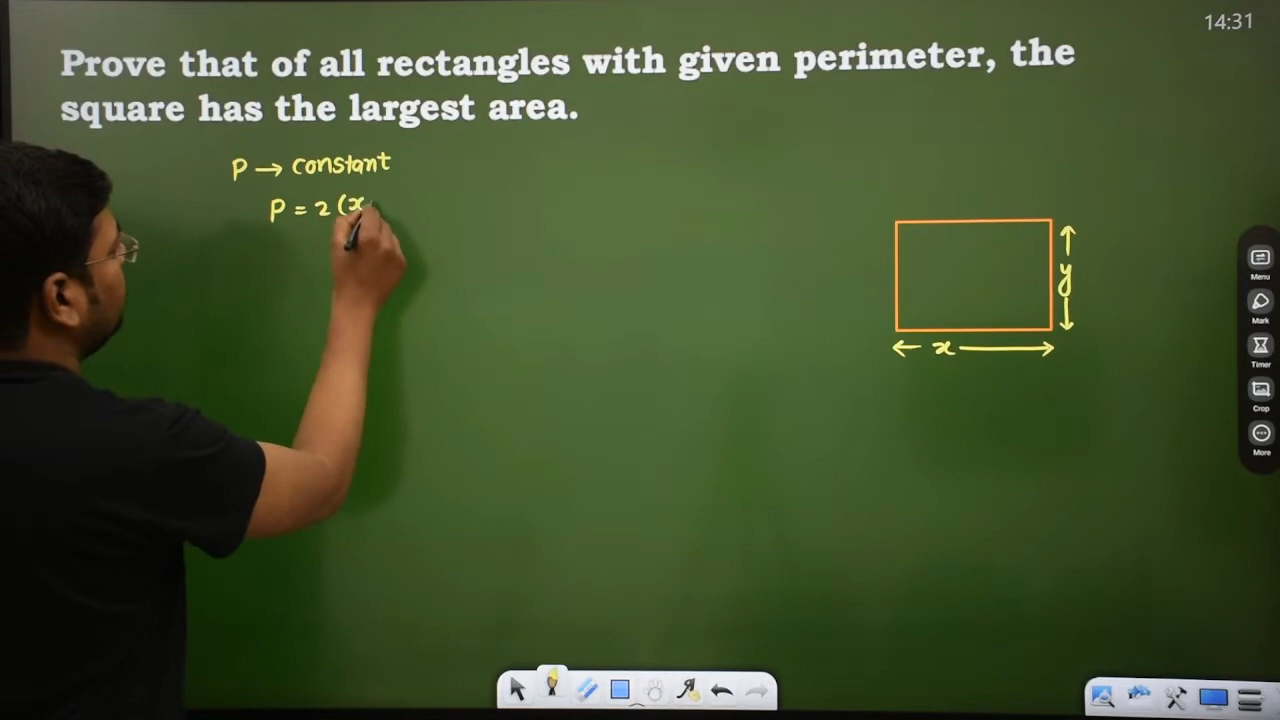 14:31
Prove that of all rectangles with given perimeter, the
square has the largest area.
P → constant
P = 2 (x
y
x
Menu
Mark
Timer
Crop
More